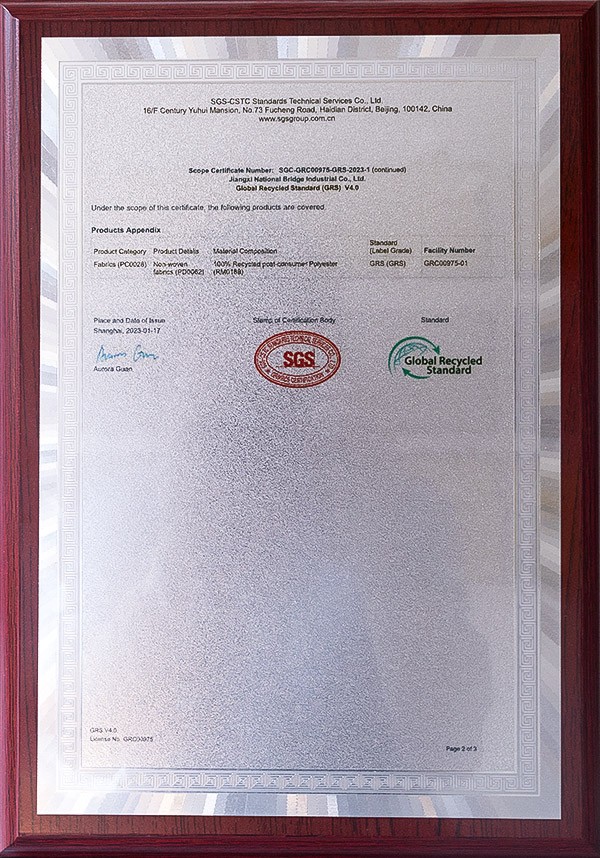 SGS-CSTC Standards Technical Services Co., Ltd
16/F Century Yuhui Mansion, No.73 Fucheng Road, Haidian District, Beijing, 100142, China
www.sgsgroup.com.cn
Scope Certificate Number: SGC-GRC00975-GRS-2023-1 (continued)
Jiangxi National Bridge Industrial Co., Ltd.
Global Recycled Standard (GRS) V4.0
Under the scope of this certificate, the following products are covered.
Products Appendix
Product Category Product Details Material Composition Standard (Label Grade) Facility Number
Fabrics (PC0028) Non-woven fabrics (PD0062) 100% Recycled post-consumer Polyester (RM0189) GRS (GRS) GRC00975-01
Place and Date of Issue Stamp of Certification Body Standard
Shanghai, 2023-01-17
SGS
Global Recycled
Standard
Aurora Guan
GRS V4.0
License No. GRC00975
Page 2 of 3